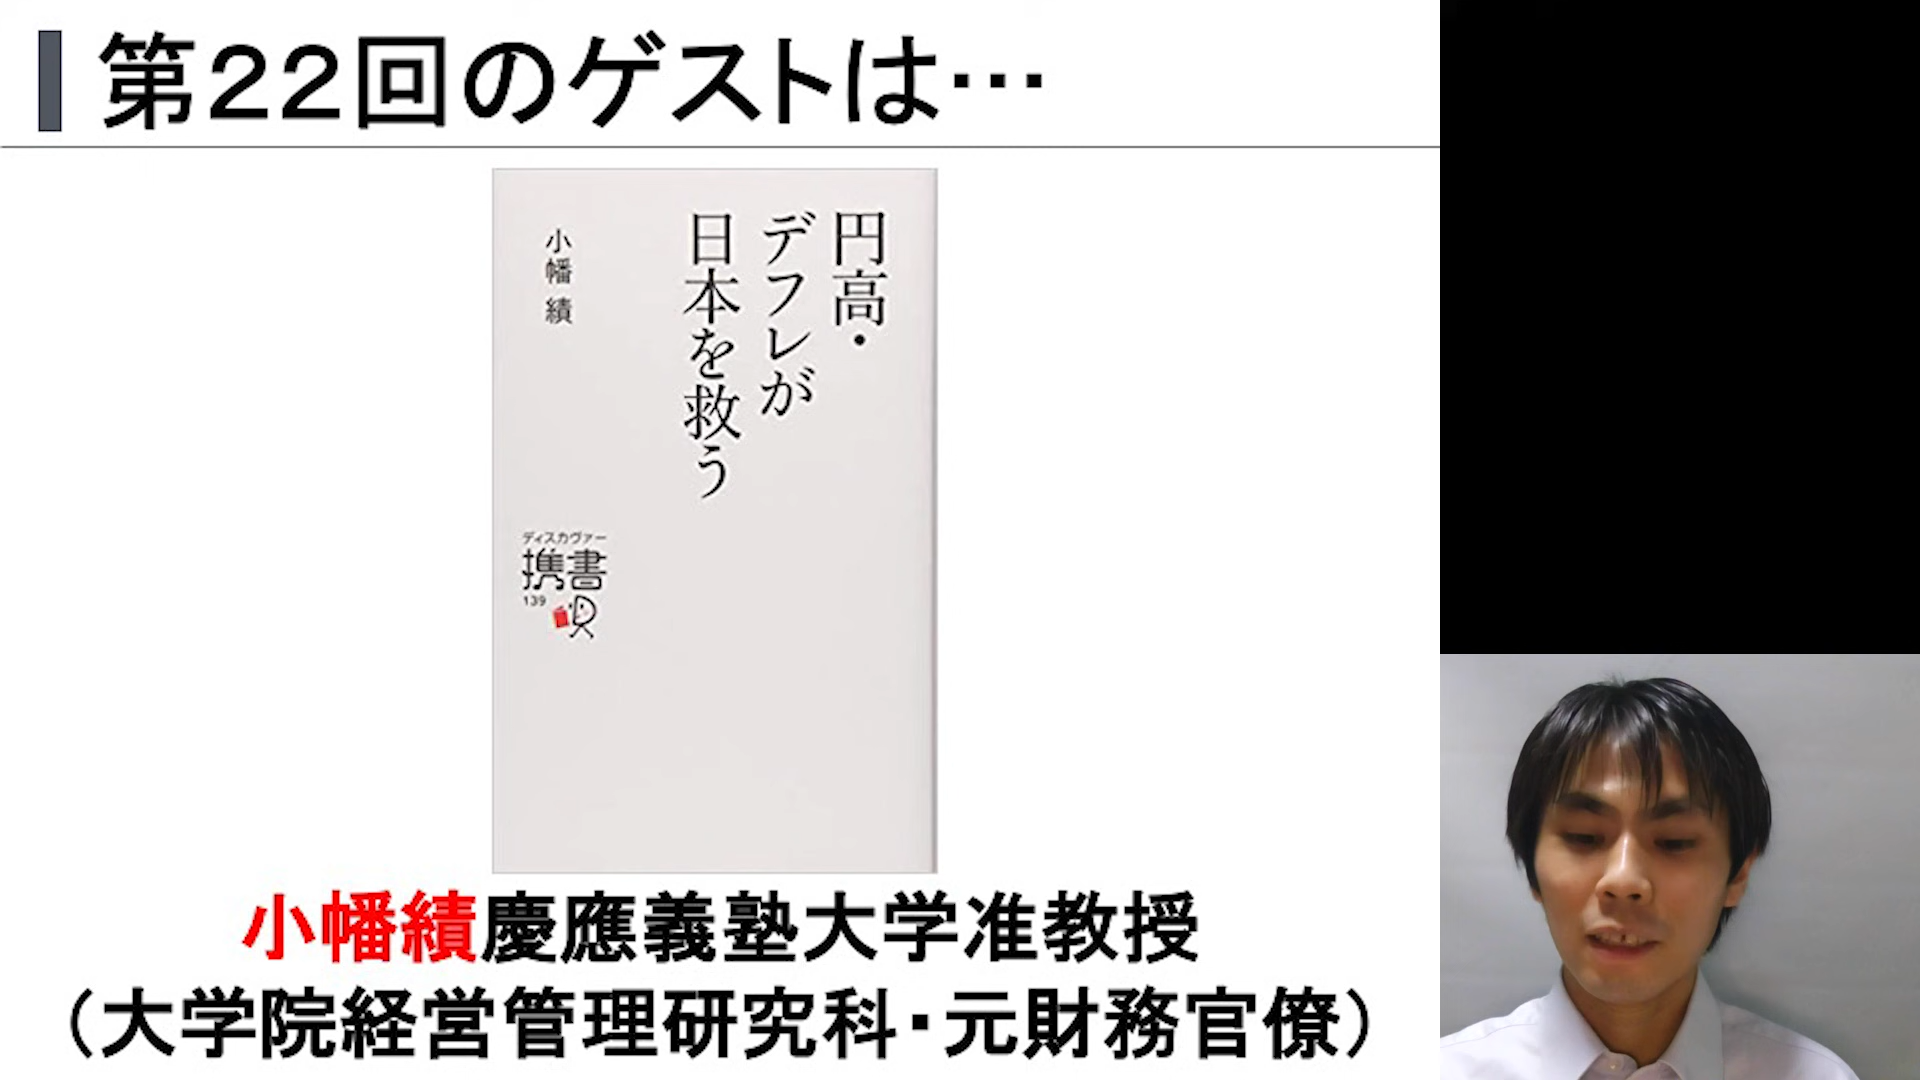 第２２回のゲストは…
円高・
デフレが
日本を救う
小幡 績
ディスカヴァー
携書
139
小幡績慶應義塾大学准教授
（大学院経営管理研究科・元財務官僚）